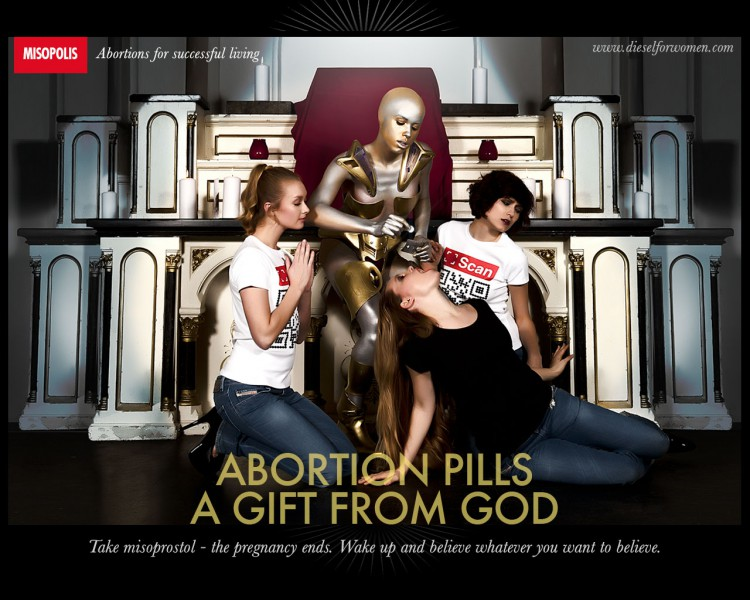 MISOPOLIS
Abortions for successful living
www.dieselforwomen.com
Scan
ABORTION PILLS
A GIFT FROM GOD
Take misoprostol - the pregnancy ends. Wake up and believe whatever you want to believe.